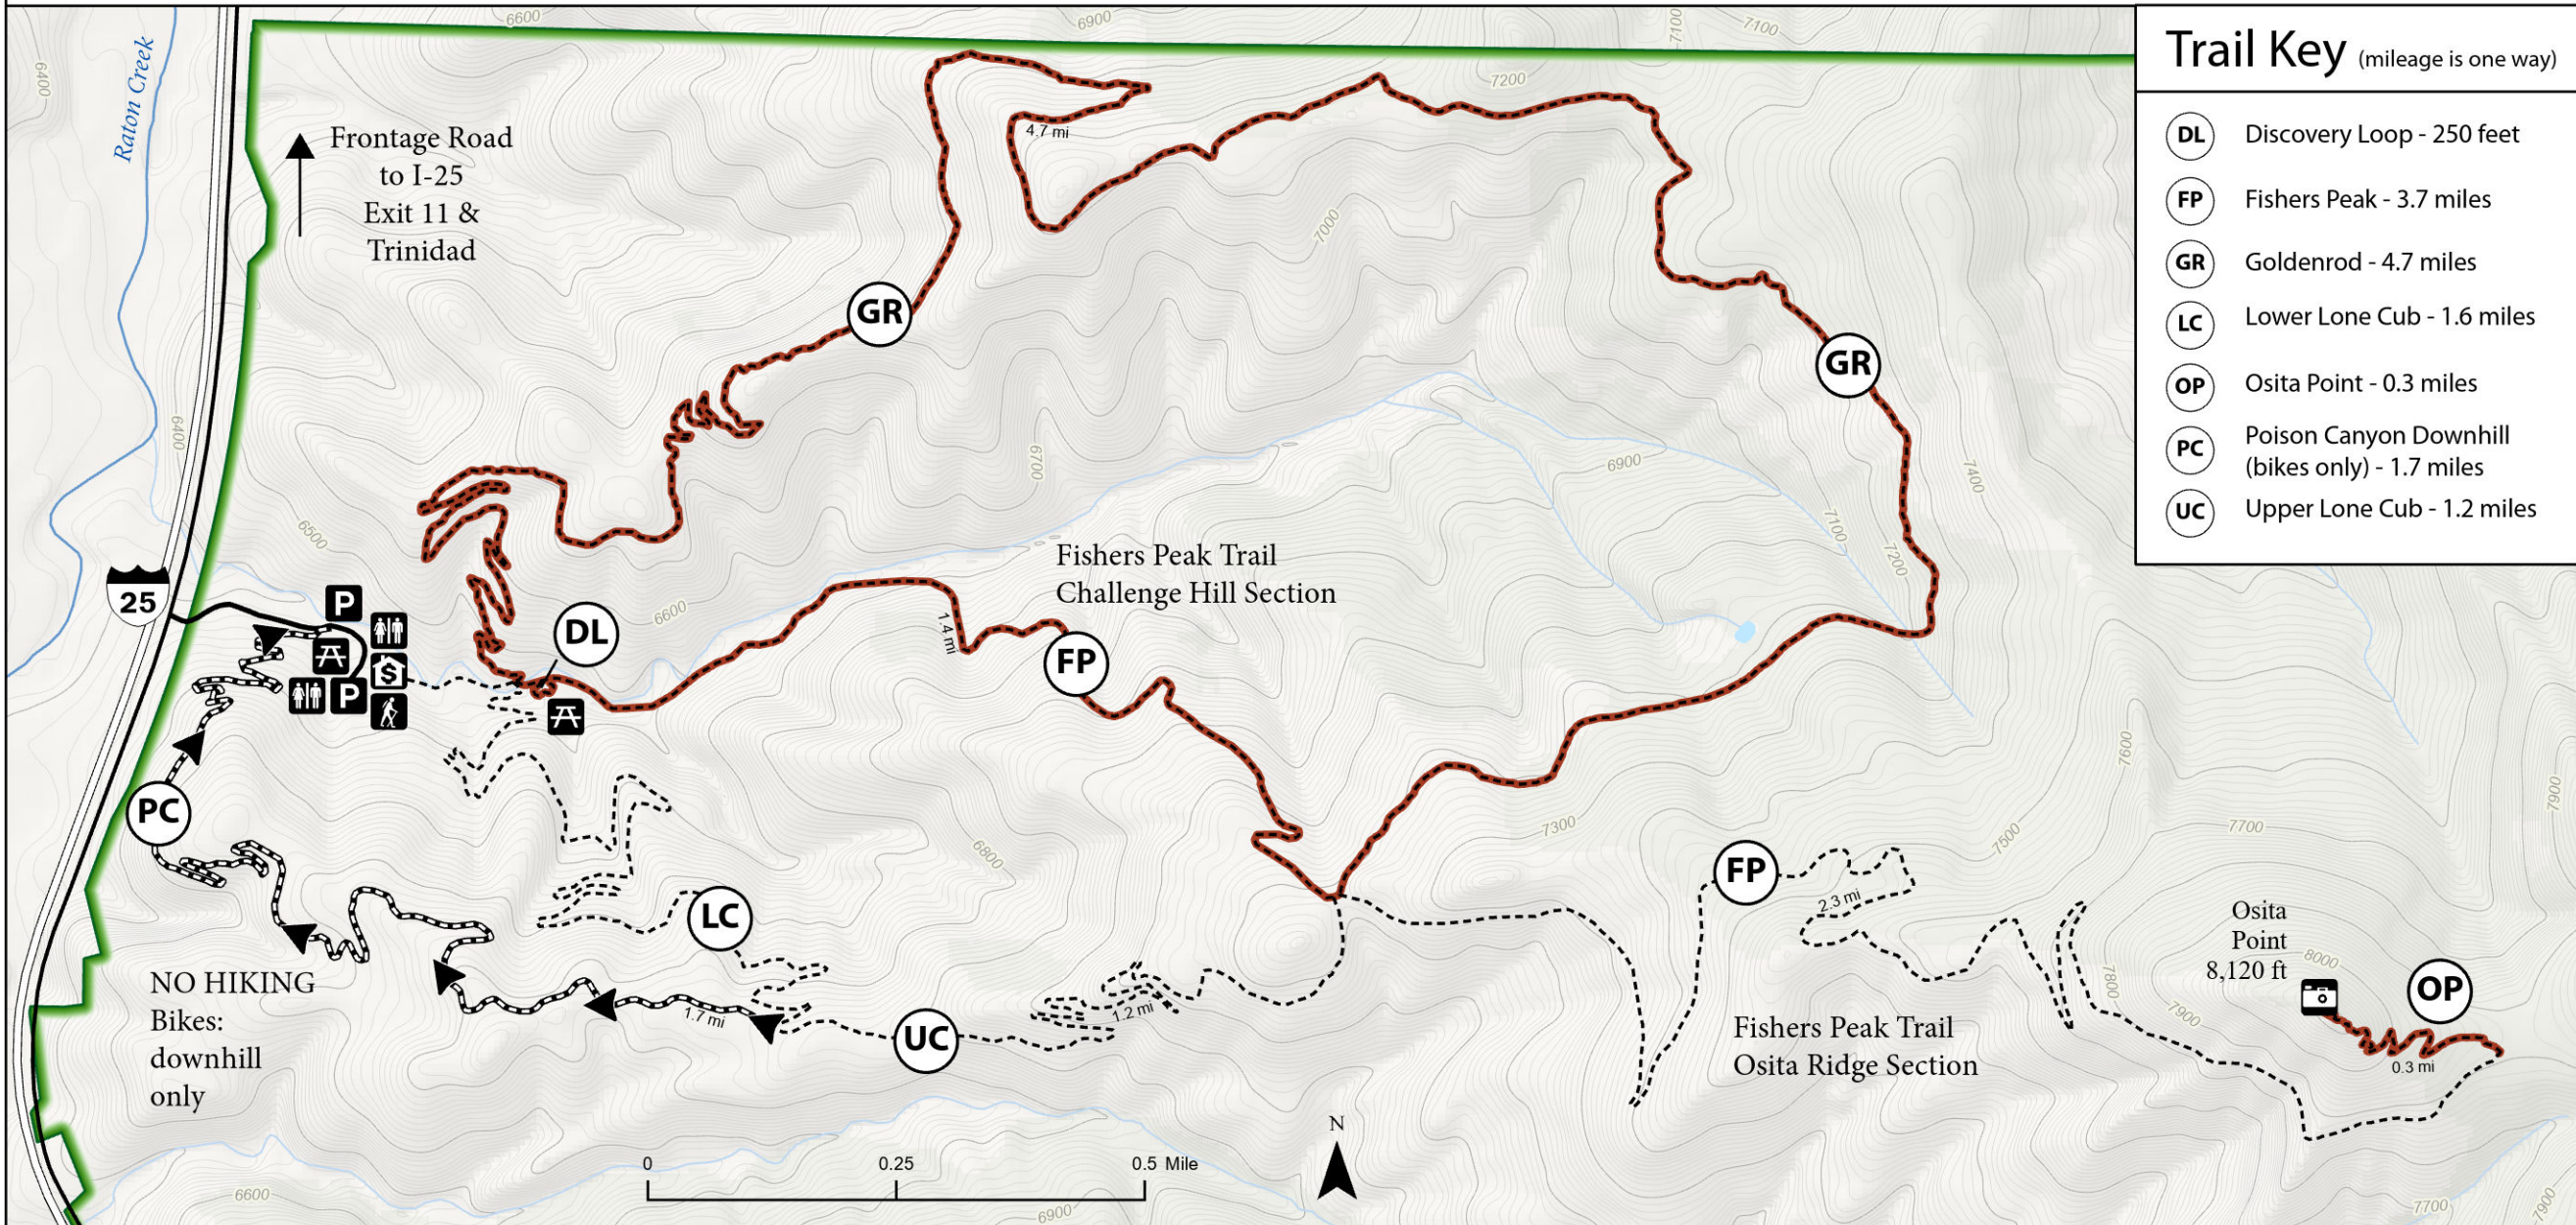 Trail Key (mileage is one way)
DL Discovery Loop - 250 feet
FP Fishers Peak - 3.7 miles
GR Goldenrod - 4.7 miles
LC Lower Lone Cub - 1.6 miles
OP Osita Point - 0.3 miles
PC Poison Canyon Downhill
(bikes only) - 1.7 miles
UC Upper Lone Cub - 1.2 miles
6600
6900
7100
7100
7200
6400
Raton Creek
Frontage Road
to I-25
Exit 11 &
Trinidad
4.7 mi
7000
GR
GR
6400
6700
6900
7400
6500
7100
7200
Fishers Peak Trail
Challenge Hill Section
25
P
$
P
DL
6600
1.4 mi
FP
PC
7600
7900
6800
7300
7500
7700
FP
2.3 mi
LC
Osita
Point
8,120 ft
8000
OP
7800
7900
0.3 mi
NO HIKING
Bikes:
downhill
only
1.7 mi
UC
1.2 mi
Fishers Peak Trail
Osita Ridge Section
N
0 0.25 0.5 Mile
6600
6900
7700
7900